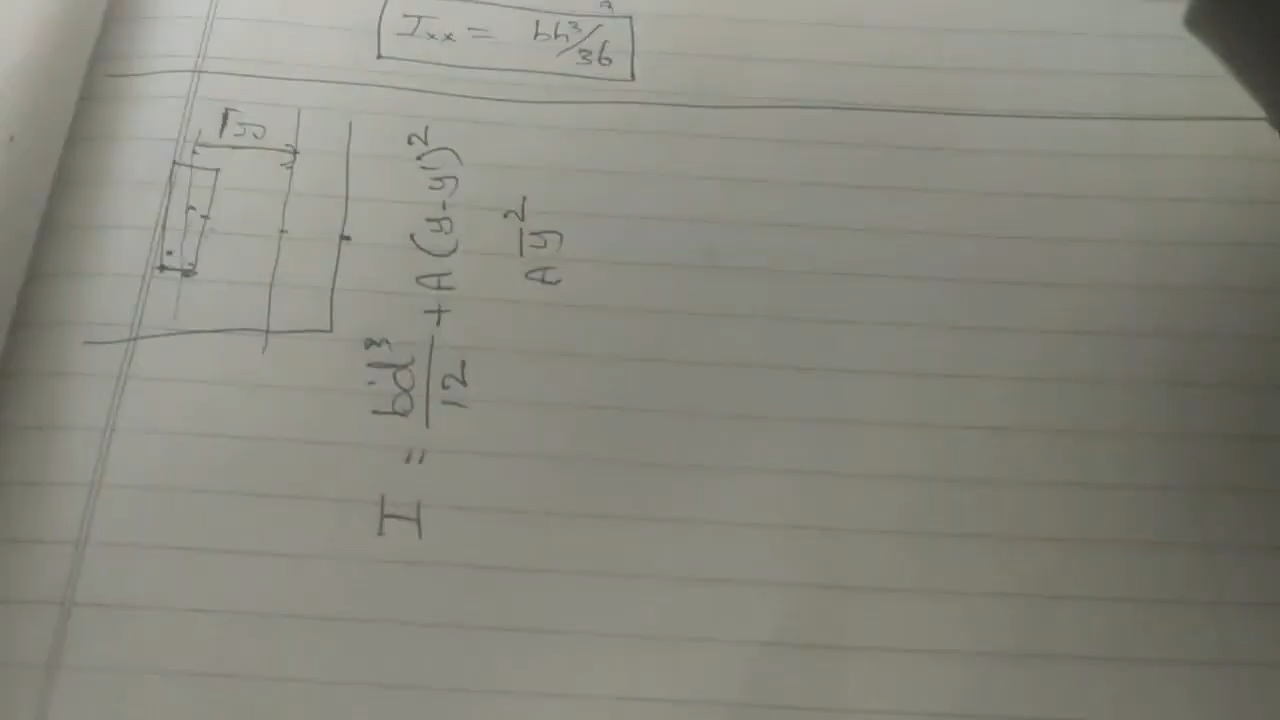 Ixx = bh³/36
ȳ
I = bd³/12 + A(y-y')²
Aȳ²